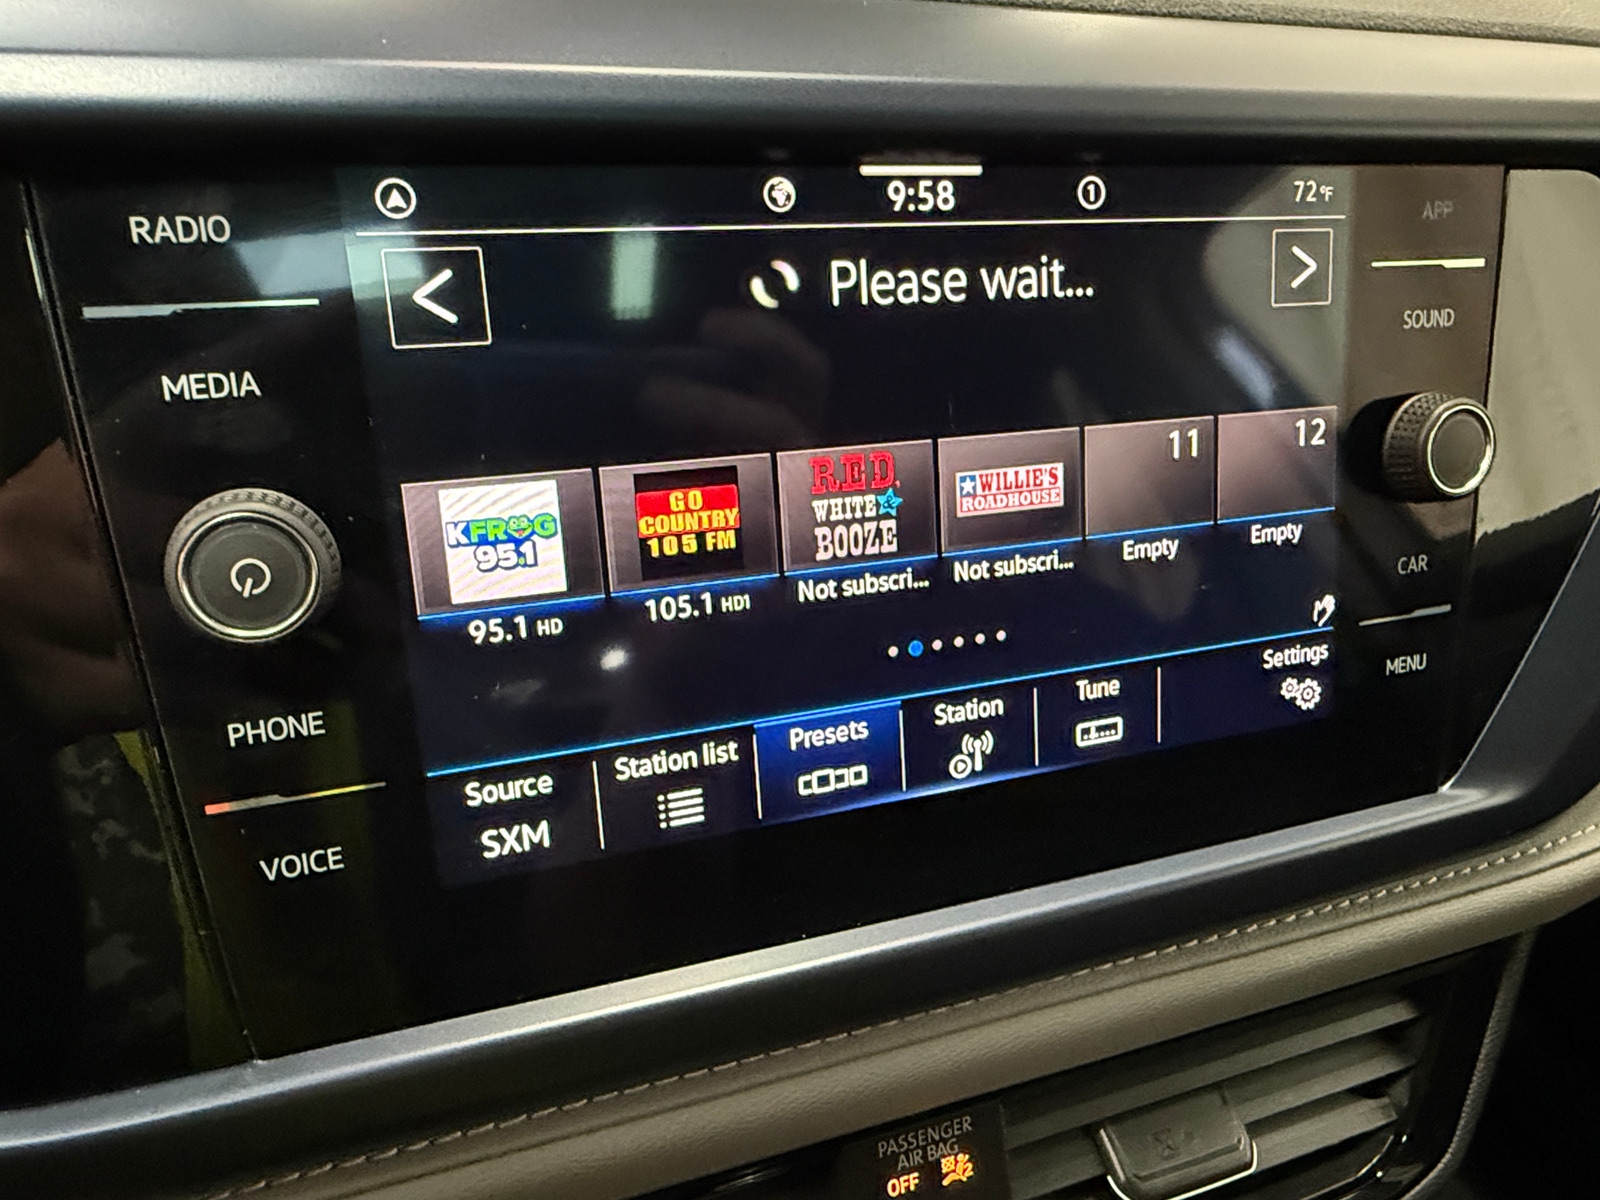 RADIO
MEDIA
PHONE
VOICE
9:58
1
72°F
<
Please wait...
>
KFROG
95.1
95.1 HD
GO
COUNTRY
105 FM
105.1 HD1
RED,
WHITE &
BOOZE
Not subscri...
WILLIE'S
ROADHOUSE
Not subscri...
11
Empty
12
Empty
Source
SXM
Station list
Presets
Station
Tune
Settings
APP
SOUND
CAR
MENU
PASSENGER
AIR BAG
OFF
2